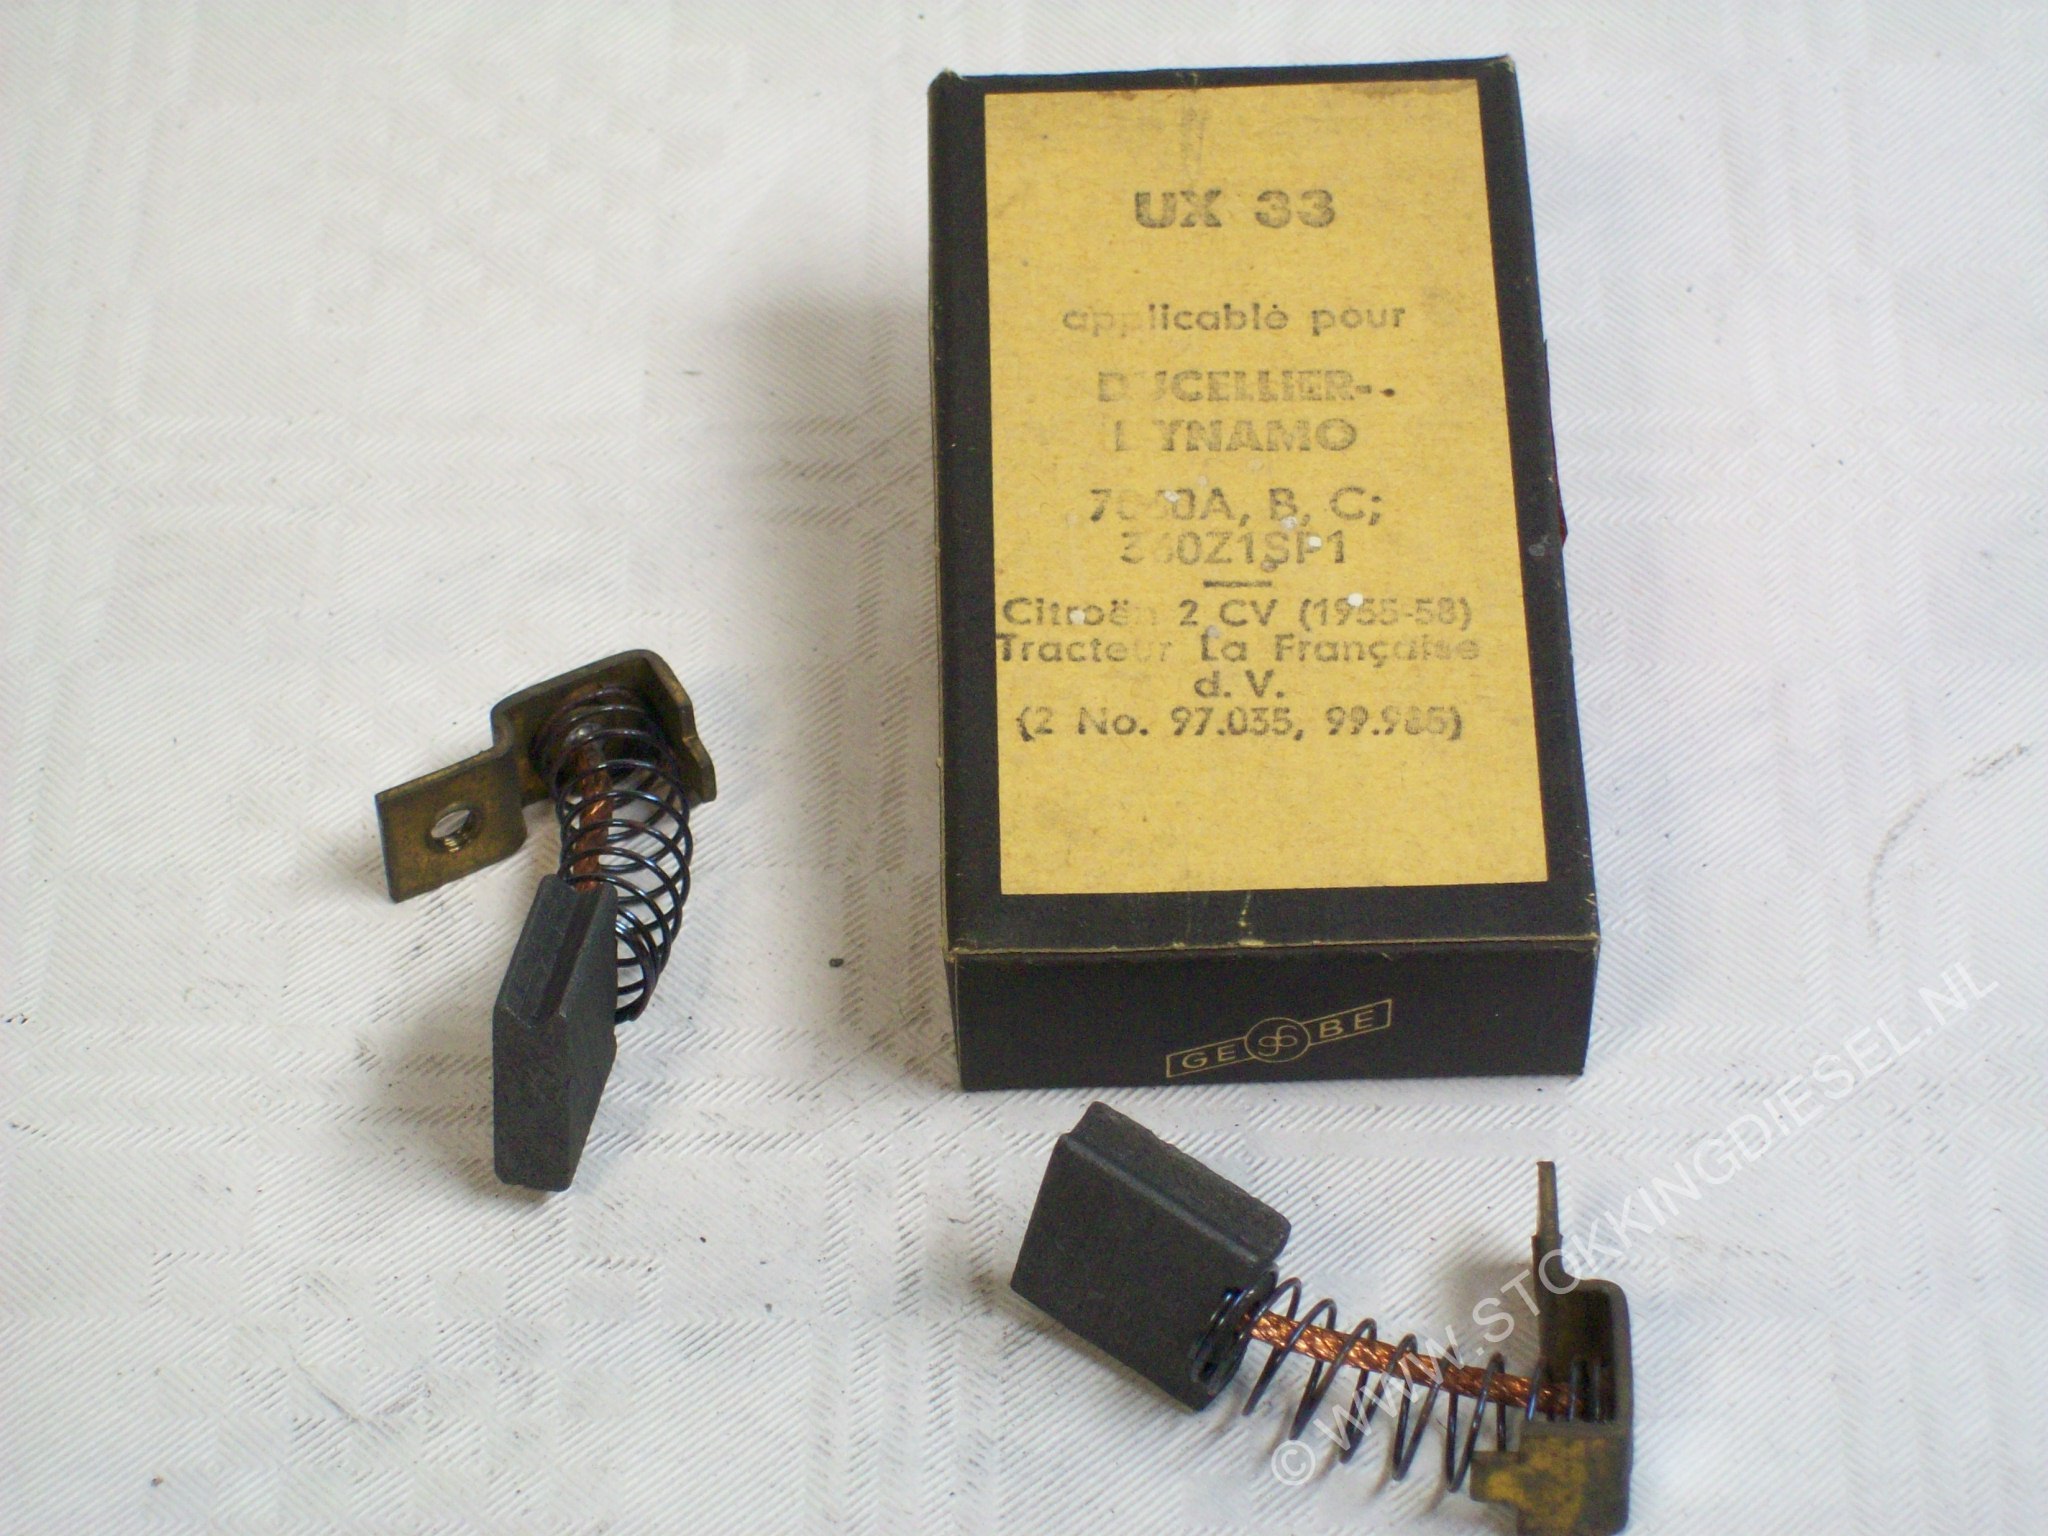 UX 33
applicable pour
DUCELLIER-
DYNAMO
A, B, C;
360Z1SP1
Citroën 2 CV (1955-58)
Tracteur La Française
d. V.
(2 No. 97.035, 99.985)
GE BE
© WWW.STOKKINGDIESEL.NL